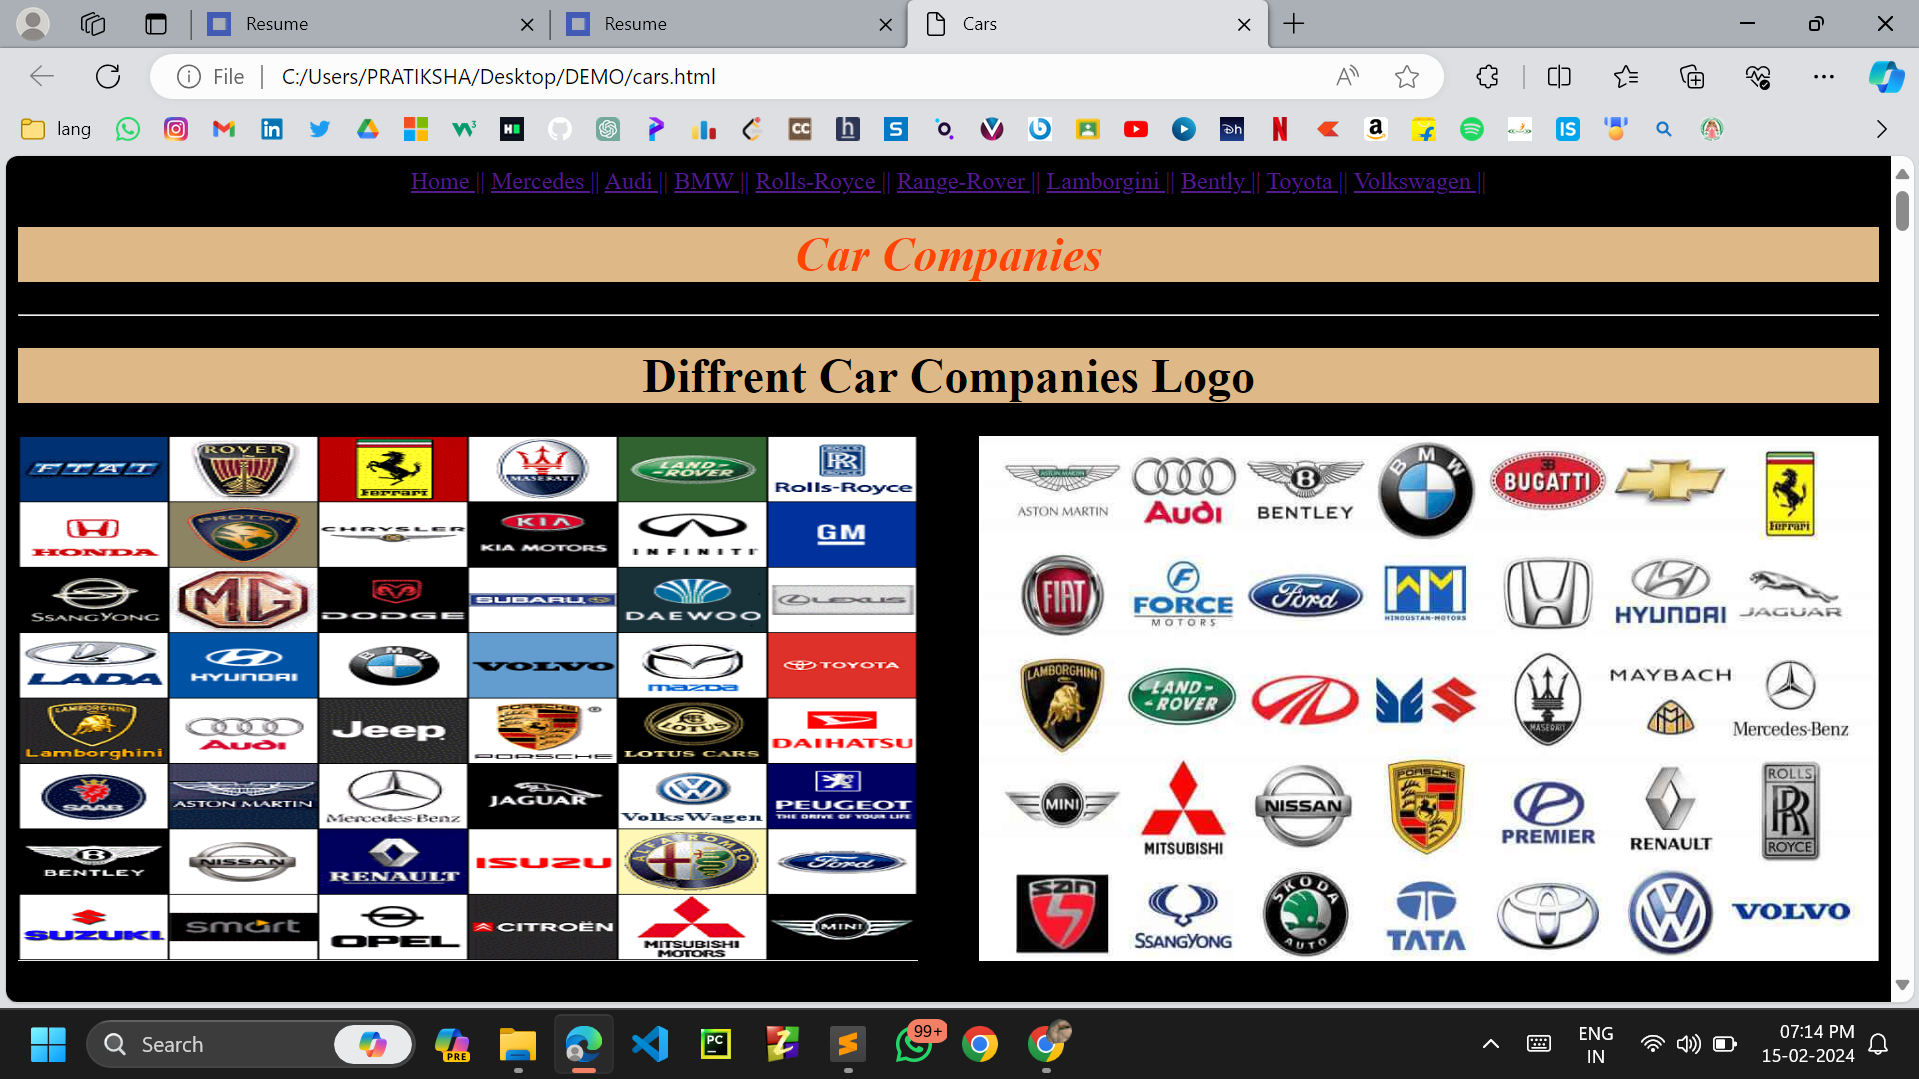 Resume
Resume
Cars
File
C:/Users/PRATIKSHA/Desktop/DEMO/cars.html
lang
Home || Mercedes || Audi || BMW || Rolls-Royce || Range-Rover || Lamborgini || Bently || Toyota || Volkswagen ||
Car Companies
Diffrent Car Companies Logo
FIAT ROVER Ferrari MASERATI LAND-ROVER Rolls-Royce
HONDA PROTON CHRYSLER KIA KIA MOTORS INFINITI GM
SSANGYONG MG DODGE SUBARU DAEWOO LEXUS
LADA HYUNDAI BMW VOLVO mazda TOYOTA
LAMBORGHINI Lamborghini Audi Jeep PORSCHE LOTUS LOTUS CARS DAIHATSU
SAAB ASTON MARTIN Mercedes-Benz JAGUAR VolksWagen PEUGEOT THE DRIVE OF YOUR LIFE
B BENTLEY NISSAN RENAULT ISUZU ALFA ROMEO Ford
SUZUKI smart OPEL CITROËN MITSUBISHI MOTORS MINI
ASTON MARTIN ASTON MARTIN Audi B BENTLEY BMW BUGATTI Ferrari
FIAT FORCE MOTORS Ford HM HINDUSTAN-MOTORS HYUNDAI JAGUAR
LAMBORGHINI LAND-ROVER MASERATI MAYBACH Mercedes-Benz
MINI MITSUBISHI NISSAN PORSCHE PREMIER RENAULT ROLLS RR ROYCE
SAN SSANGYONG SKODA AUTO TATA VOLVO
Search
PRE
PC
99+
ENG
IN
07:14 PM
15-02-2024